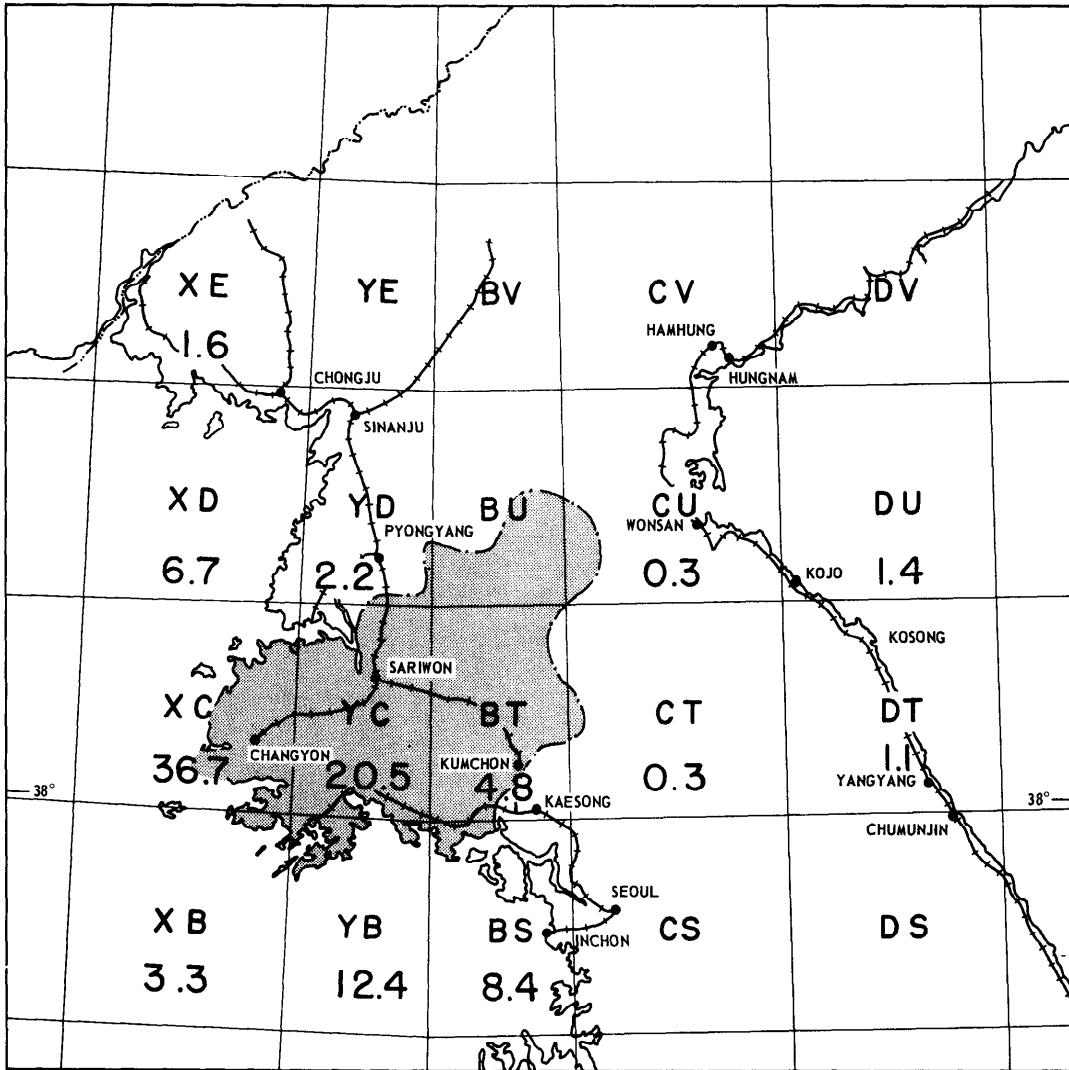 XE YE BV CV DV
HAMHUNG
1.6
CHONGJU HUNGNAM
SINANJU
XD YD BU CU DU
WONSAN
PYONGYANG
6.7 2.2 0.3 KOJO 1.4
KOSONG
SARIWON
XC YC BT CT DT
CHANGYON KUMCHON 1.1
36.7 20.5 4.8 0.3 YANGYANG
38° KAESONG 38°
CHUMUNJIN
SEOUL
XB YB BS CS DS
INCHON
3.3 12.4 8.4